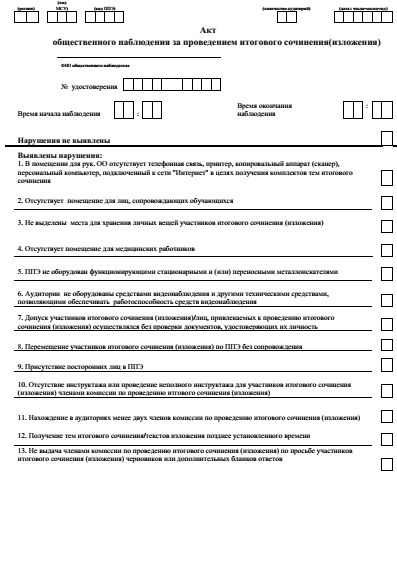 (регион)
(код МСУ)
(код ППЭ)
(количество аудиторий)
(дата: число-месяц-год)
Акт
общественного наблюдения за проведением итогового сочинения(изложения)
ФИО общественного наблюдателя
№ удостоверения
Время начала наблюдения :
Время окончания
наблюдения :
Нарушения не выявлены
Выявлены нарушения:
1. В помещении для рук. ОО отсутствует телефонная связь, принтер, копировальный аппарат (сканер),
персональный компьютер, подключенный к сети "Интернет" в целях получения комплектов тем итогового
сочинения
2. Отсутствует помещение для лиц, сопровождающих обучающихся
3. Не выделены места для хранения личных вещей участников итогового сочинения (изложения)
4. Отсутствует помещение для медицинских работников
5. ППЭ не оборудован функционирующими стационарными и (или) переносными металлоискателями
6. Аудитории не оборудованы средствами видеонаблюдения и другими техническими средствами,
позволяющими обеспечивать работоспособность средств видеонаблюдения
7. Допуск участников итогового сочинения (изложения)/лиц, привлекаемых к проведению итогового
сочинения (изложения) осуществлялся без проверки документов, удостоверяющих их личность
8. Перемещение участников итогового сочинения (изложения) по ППЭ без сопровождения
9. Присутствие посторонних лиц в ППЭ
10. Отсутствие инструктажа или проведение неполного инструктажа для участников итогового сочинения
(изложения) членами комиссии по проведению итового сочинения (изложения)
11. Нахождение в аудиториях менее двух членов комиссии по проведению итогового сочинения (изложения)
12. Получение тем итогового сочинения/текстов изложения позднее установленного времени
13. Не выдача членами комиссии по проведению итогового сочинения (изложения) по просьбе участников
итогового сочинения (изложения) черновиков или дополнительных бланков ответов